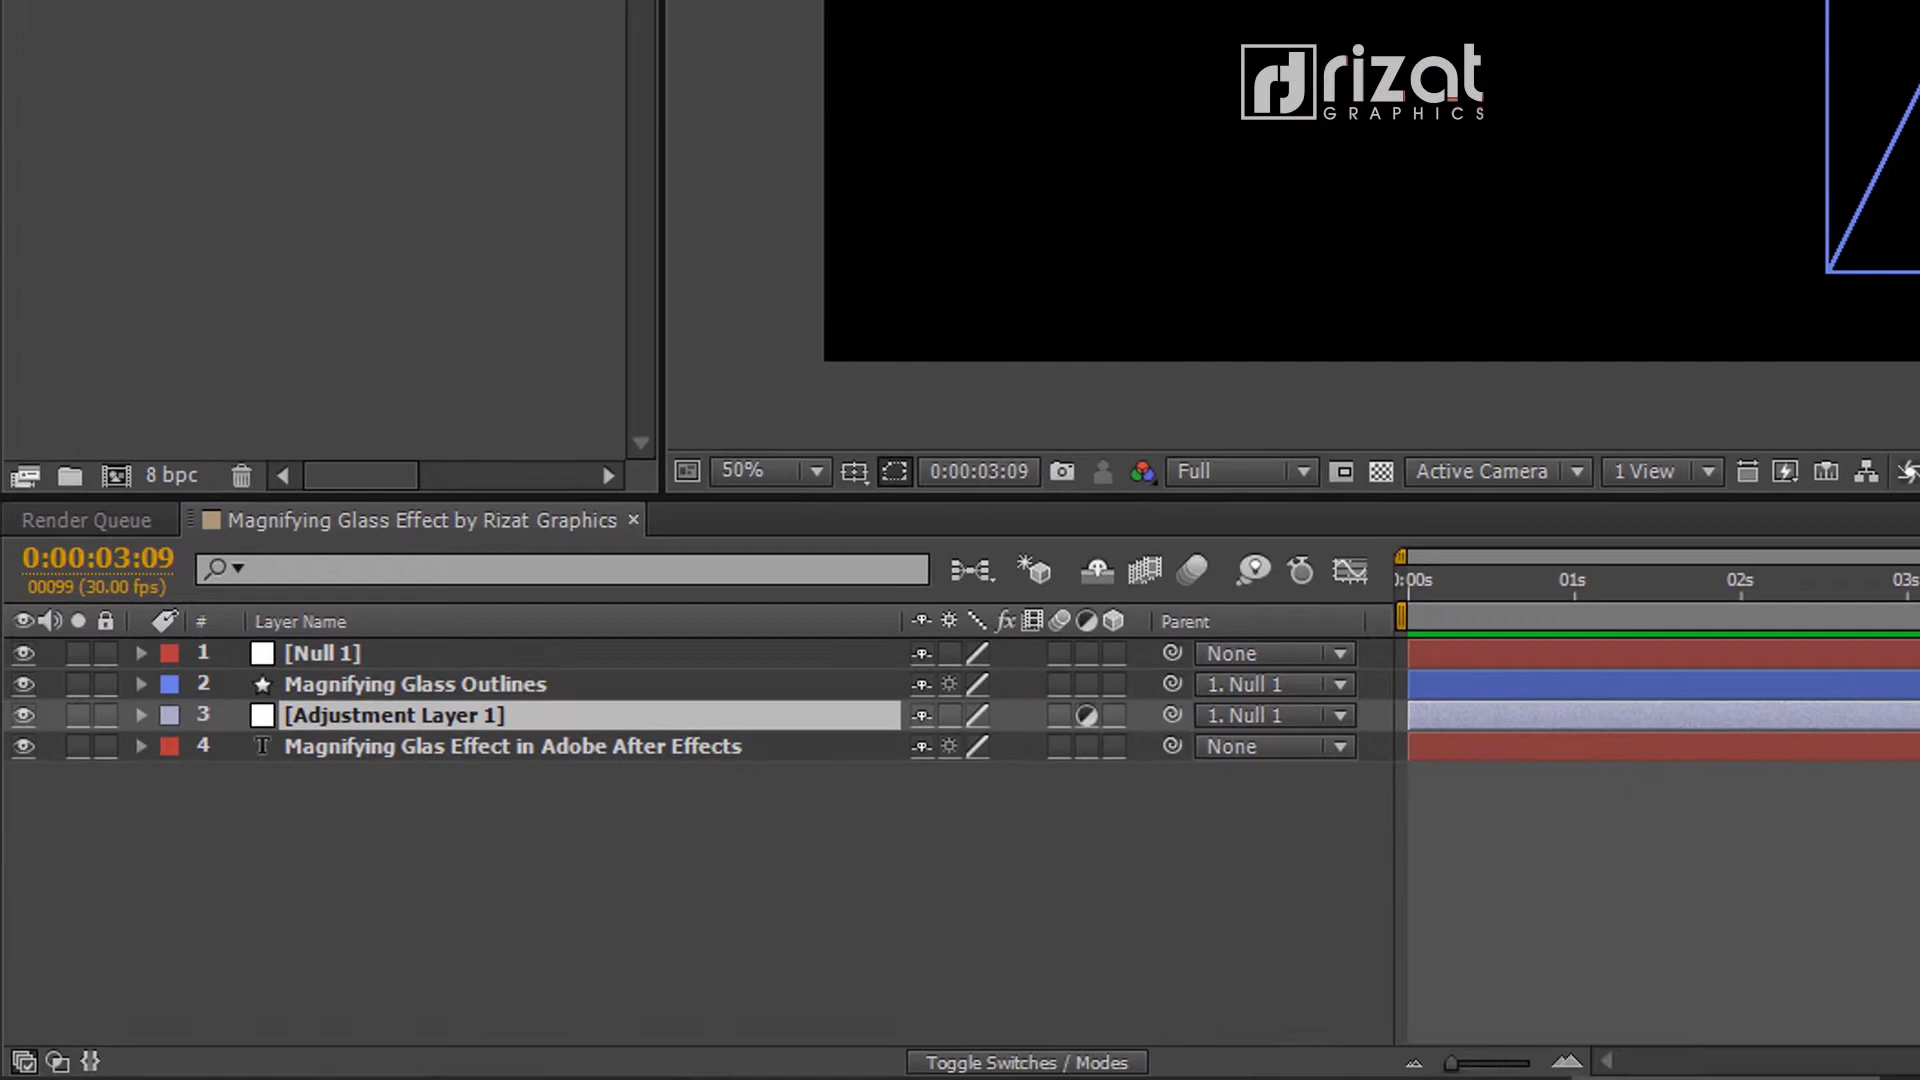 rizat
GRAPHICS
8 bpc
50%
0:00:03:09
Full
Active Camera
1 View
Render Queue
Magnifying Glass Effect by Rizat Graphics
0:00:03:09
00099 (30.00 fps)
):00s 01s 02s 03s
# Layer Name fx Parent
1 [Null 1] None
2 Magnifying Glass Outlines 1. Null 1
3 [Adjustment Layer 1] 1. Null 1
4 T Magnifying Glas Effect in Adobe After Effects None
Toggle Switches / Modes